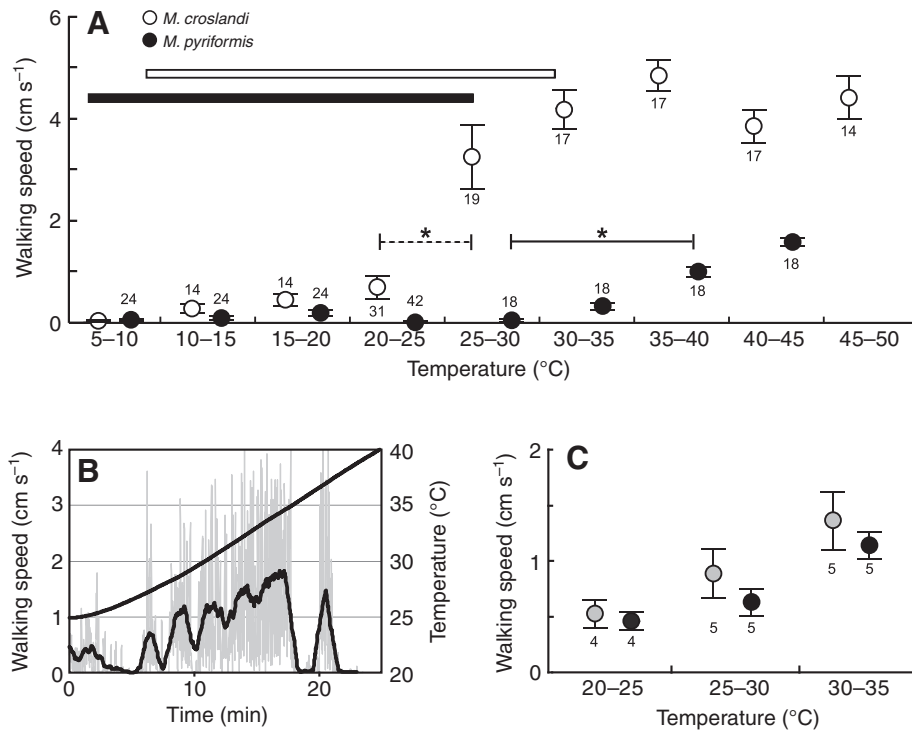 A
M. croslandi
M. pyriformis
Walking speed (cm s−1)
6
4
2
0
24
14
24
14
24
31
42
*
19
18
17
*
18
17
18
17
18
14
5–10 10–15 15–20 20–25 25–30 30–35 35–40 40–45 45–50
Temperature (°C)
B
Walking speed (cm s−1)
4
3
2
1
0
40
35
30
25
20
Temperature (°C)
0 10 20
Time (min)
C
Walking speed (cm s−1)
2
1
0
4 4
5 5
5 5
20–25 25–30 30–35
Temperature (°C)